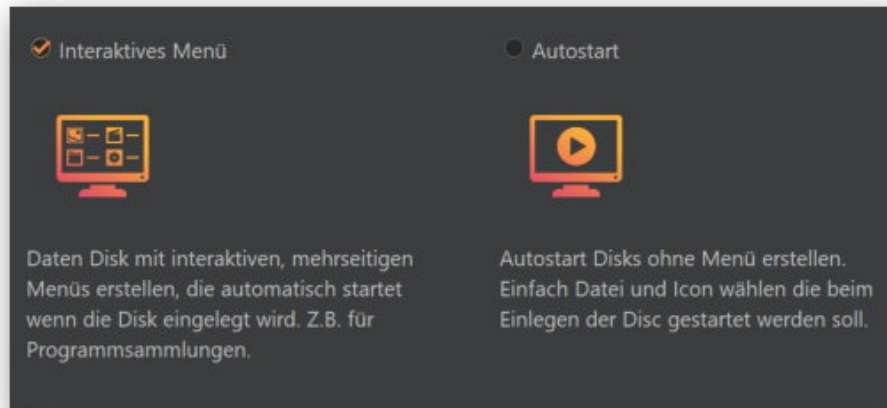 Interaktives Menü
Autostart
Daten Disk mit interaktiven, mehrseitigen
Menüs erstellen, die automatisch startet
wenn die Disk eingelegt wird. Z.B. für
Programmsammlungen.
Autostart Disks ohne Menü erstellen.
Einfach Datei und Icon wählen die beim
Einlegen der Disc gestartet werden soll.